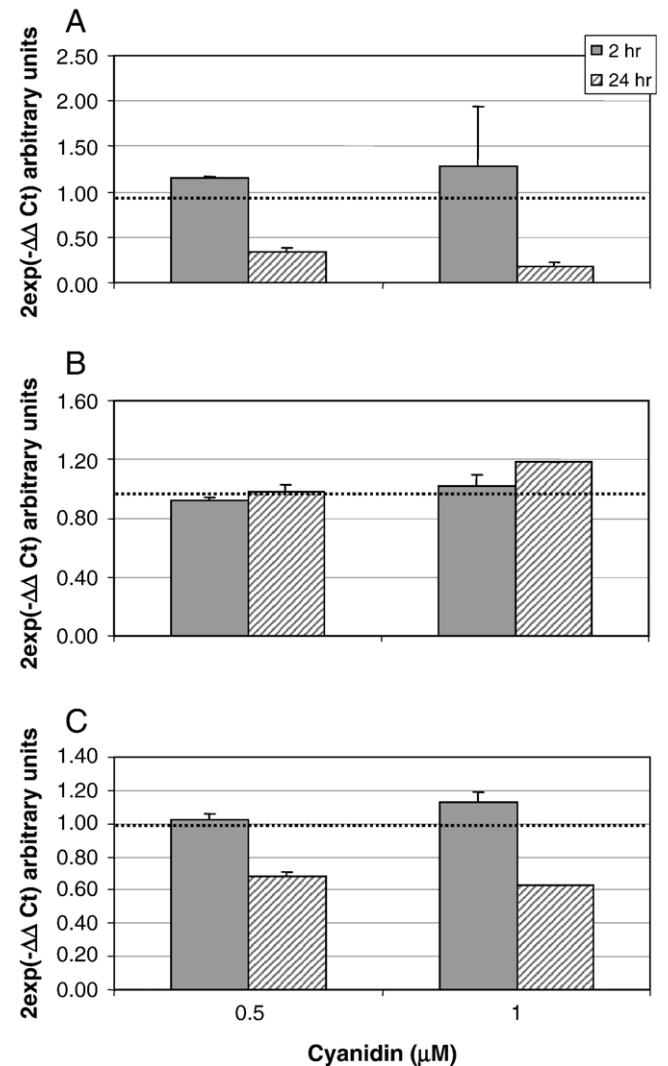 A
2 hr
24 hr
2exp(-ΔΔ Ct) arbitrary units
2.50
2.00
1.50
1.00
0.50
0.00
B
2exp(-ΔΔ Ct) arbitrary units
1.60
1.20
0.80
0.40
0.00
C
2exp(-ΔΔ Ct) arbitrary units
1.40
1.20
1.00
0.80
0.60
0.40
0.20
0.00
0.5 1
Cyanidin (µM)